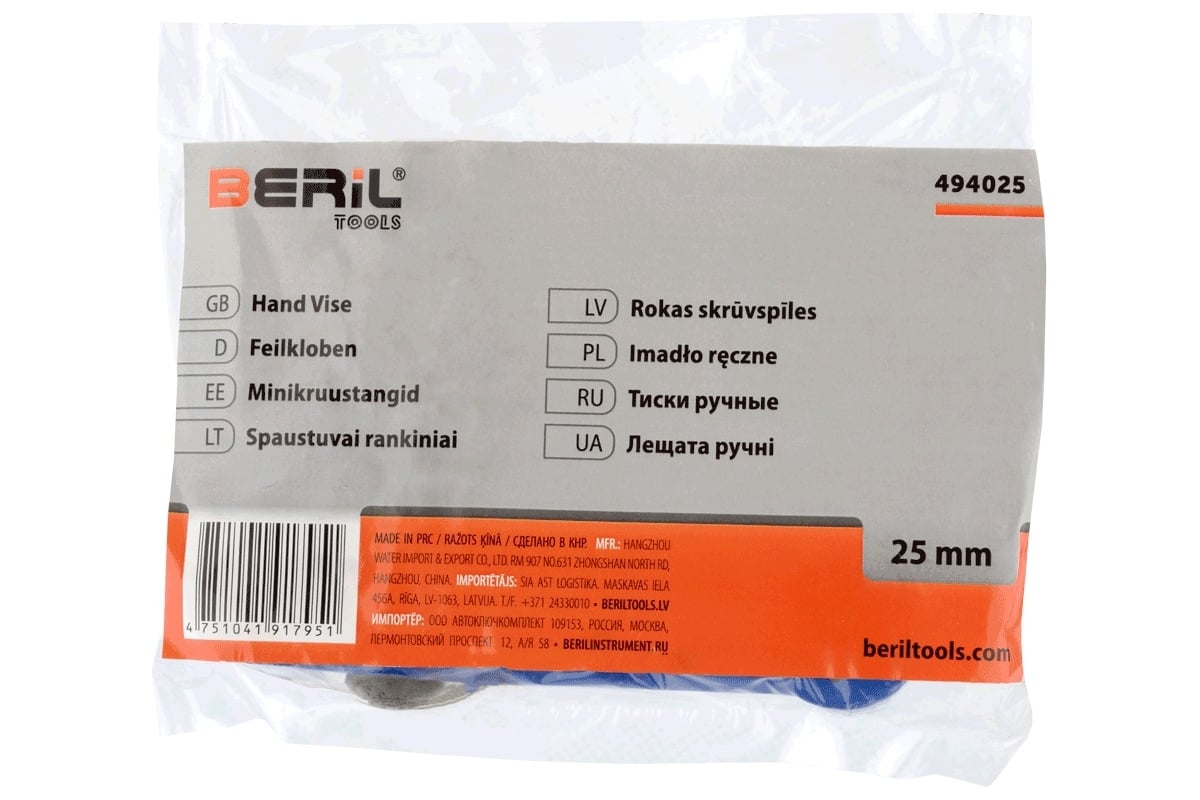 BERiL®
TOOLS
494025
GB Hand Vise
D Feilkloben
EE Minikruustangid
LT Spaustuvai rankiniai
LV Rokas skrūvspīles
PL Imadło ręczne
RU Тиски ручные
UA Лещата ручні
MADE IN PRC / RAŽOTS ĶĪNĀ / СДЕЛАНО В КНР. MFR.: HANGZHOU
WATER IMPORT & EXPORT CO., LTD. RM 907 NO.631 ZHONGSHAN NORTH RD,
HANGZHOU, CHINA. IMPORTĒTĀJS: SIA AST LOGISTIKA. MASKAVAS IELA
456A, RĪGA, LV-1063, LATVIJA. T/F. +371 24330010 • BERILTOOLS.LV
ИМПОРТЁР: ООО АВТОКЛЮЧКОМПЛЕКТ 109153, РОССИЯ, МОСКВА,
ЛЕРМОНТОВСКИЙ ПРОСПЕКТ 12, А/Я 58 • BERILINSTRUMENT.RU
4 751041 917951
25 mm
beriltools.com